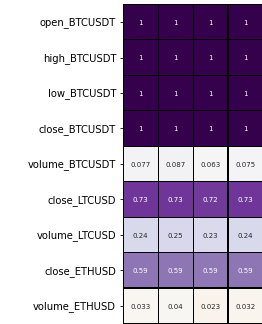 open_BTCUSDT 1 1 1 1
high_BTCUSDT 1 1 1 1
low_BTCUSDT 1 1 1 1
close_BTCUSDT 1 1 1 1
volume_BTCUSDT 0.077 0.087 0.063 0.075
close_LTCUSD 0.73 0.73 0.72 0.73
volume_LTCUSD 0.24 0.25 0.23 0.24
close_ETHUSD 0.59 0.59 0.59 0.59
volume_ETHUSD 0.033 0.04 0.023 0.032